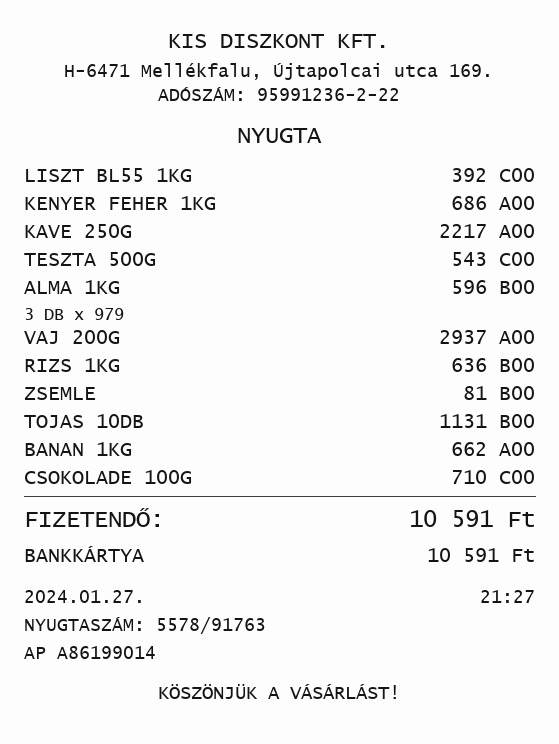 KIS DISZKONT KFT.
H-6471 Mellékfalu, Újtapolcai utca 169.
ADÓSZÁM: 95991236-2-22
NYUGTA
LISZT BL55 1KG 392 C00
KENYER FEHER 1KG 686 A00
KAVE 250G 2217 A00
TESZTA 500G 543 C00
ALMA 1KG 596 B00
3 DB x 979
VAJ 200G 2937 A00
RIZS 1KG 636 B00
ZSEMLE 81 B00
TOJAS 10DB 1131 B00
BANAN 1KG 662 A00
CSOKOLADE 100G 710 C00
FIZETENDŐ: 10 591 Ft
BANKKÁRTYA 10 591 Ft
2024.01.27. 21:27
NYUGTASZÁM: 5578/91763
AP A86199014
KÖSZÖNJÜK A VÁSÁRLÁST!